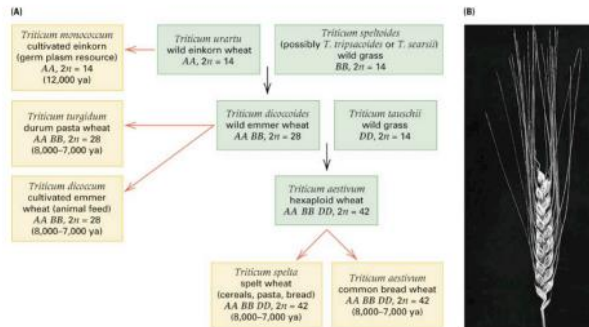 (A)
Triticum monococcum
cultivated einkorn
(germ plasm resource)
AA, 2n = 14
(12,000 ya)
Triticum urartu
wild einkorn wheat
AA, 2n = 14
Triticum speltoides
(possibly T. tripsacoides or T. searsii)
wild grass
BB, 2n = 14
Triticum turgidum
durum pasta wheat
AA BB, 2n = 28
(8,000–7,000 ya)
Triticum dicoccoides
wild emmer wheat
AA BB, 2n = 28
Triticum tauschii
wild grass
DD, 2n = 14
Triticum dicoccum
cultivated emmer
wheat (animal feed)
AA BB, 2n = 28
(8,000–7,000 ya)
Triticum aestivum
hexaploid wheat
AA BB DD, 2n = 42
Triticum spelta
spelt wheat
(cereals, pasta, bread)
AA BB DD, 2n = 42
(8,000–7,000 ya)
Triticum aestivum
common bread wheat
AA BB DD, 2n = 42
(8,000–7,000 ya)
(B)